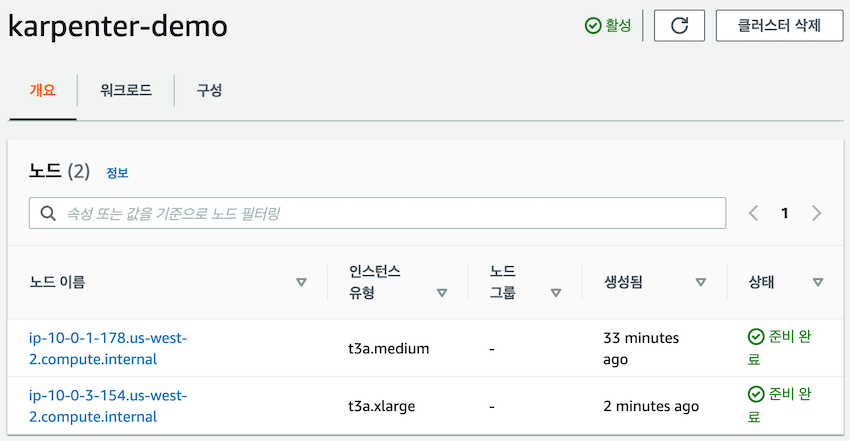 karpenter-demo
활성
클러스터 삭제
개요
워크로드
구성
노드 (2) 정보
속성 또는 값을 기준으로 노드 필터링
1
노드 이름
인스턴스
유형
노드
그룹
생성됨
상태
ip-10-0-1-178.us-west-
2.compute.internal
t3a.medium
-
33 minutes
ago
준비 완
료
ip-10-0-3-154.us-west-
2.compute.internal
t3a.xlarge
-
2 minutes ago
준비 완
료